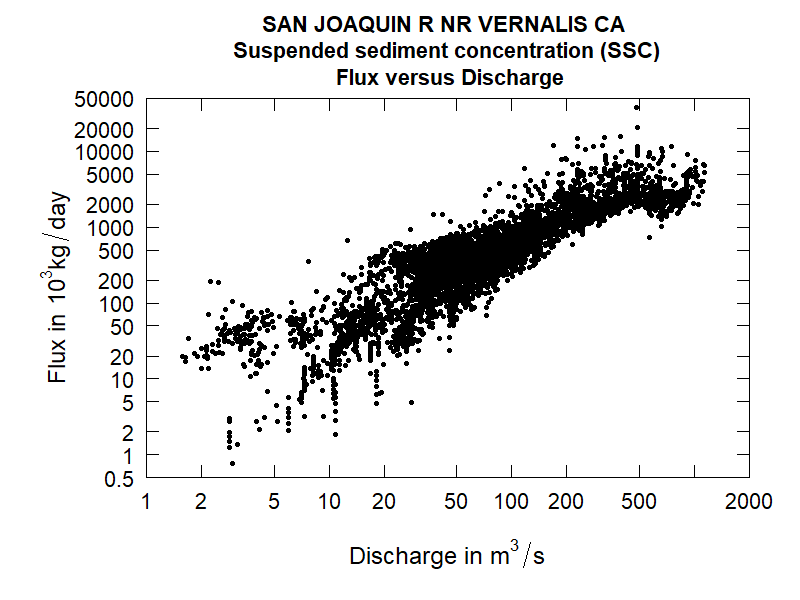 SAN JOAQUIN R NR VERNALIS CA
Suspended sediment concentration (SSC)
Flux versus Discharge
50000
20000
10000
5000
2000
1000
500
200
100
50
20
10
5
2
1
0.5
Flux in 10³kg/day
1 2 5 10 20 50 100 200 500 2000
Discharge in m³/s